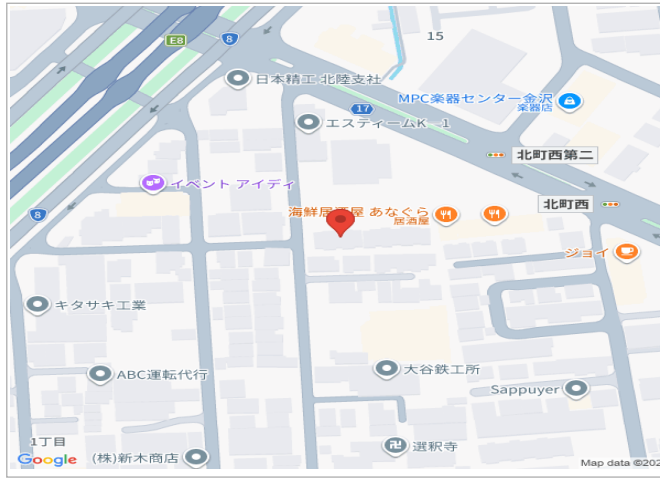 E8
8
15
日本精工 北陸支社
MPC楽器センター金沢
楽器店
17
エスティームK -1
北町西第二
イベント アイディ
北町西
8
海鮮居酒屋 あなぐら
居酒屋
ジョイ
キタサキ工業
ABC運転代行
大谷鉄工所
Sappuyer
1丁目
選釈寺
(株)新木商店
Google
Map data ©202